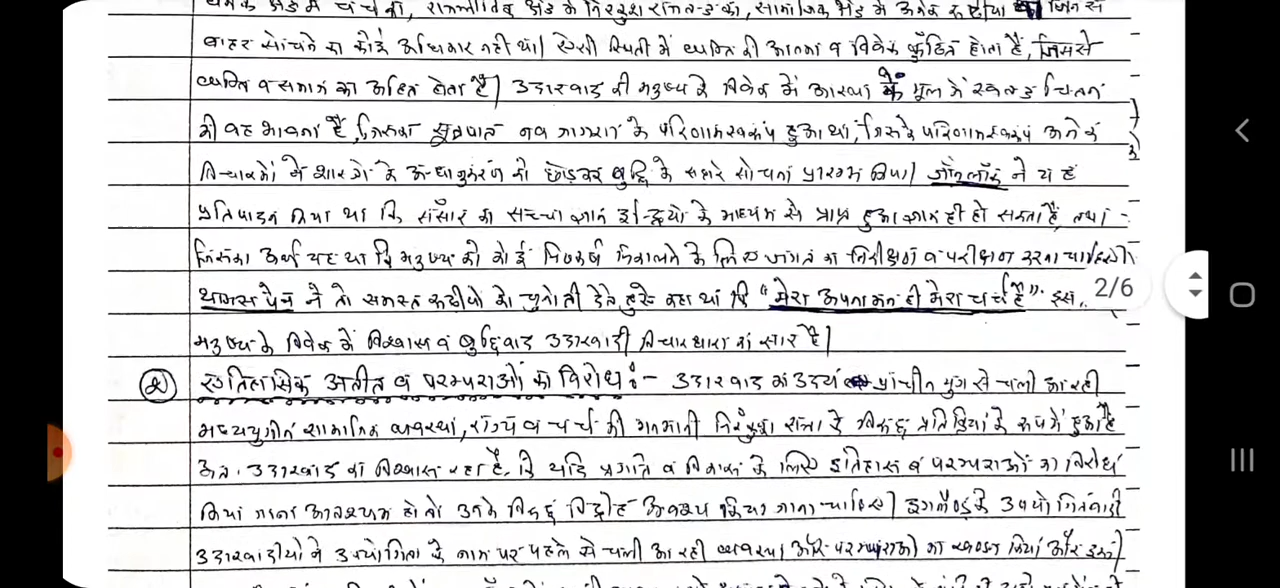 बाहर सोचने का कोई अधिकार नहीं था। ऐसी स्थिति में व्यक्ति की आत्मा व विवेक कुंठित होता है, जिससे
व्यक्ति व समाज का अहित होता है। उदारवाद की मनुष्य के विवेक में आस्था के मूल में स्वतंत्र चिंतन
की वह भावना है, जिसका सूत्रपात नव जागरण के परिणामस्वरूप हुआ था, जिसके परिणामस्वरूप अनेक
विचारकों ने शास्त्रों के अन्धानुकरण को छोड़कर बुद्धि के सहारे सोचना प्रारम्भ किया। जॉन लॉक ने यह
प्रतिपादन किया था कि संसार का सच्चा ज्ञान इन्द्रियों के माध्यम से प्राप्त हुआ ज्ञान ही हो सकता है, तथा
जिसका अर्थ यह था कि मनुष्य को कोई निष्कर्ष निकालने के लिए जगत का निरीक्षण व परीक्षण करना चाहिए।
थामस पेन ने तो समस्त रूढ़ीयों को चुनौती देते हुये कहा था कि "मेरा अपना मन ही मेरा चर्च है"। इस 2/6
मनुष्य के विवेक में विश्वास व बुद्धिवाद उदारवादी विचारधारा का सार है।
② ऐतिहासिक अतीत व परम्पराओं का विरोध :- उदारवाद का उदय प्राचीन युग से चली आ रही
मध्ययुगीन सामाजिक व्यवस्था, राज्य व चर्च की मनमानी निरंकुश सत्ता के विरुद्ध प्रतिक्रिया के रूप में हुआ है
अतः उदारवाद का विश्वास रहा है कि यदि प्रगति व विकास के लिए इतिहास व परम्पराओं का विरोध
किया जाना आवश्यक हो तो उनके विरुद्ध विद्रोह अवश्य किया जाना चाहिए। इंग्लैण्ड के उपयोगितावादी
उदारवादीयों ने उपयोगिता के नाम पर पहले से चली आ रही व्यवस्था और परम्पराओं का खण्डन किया और